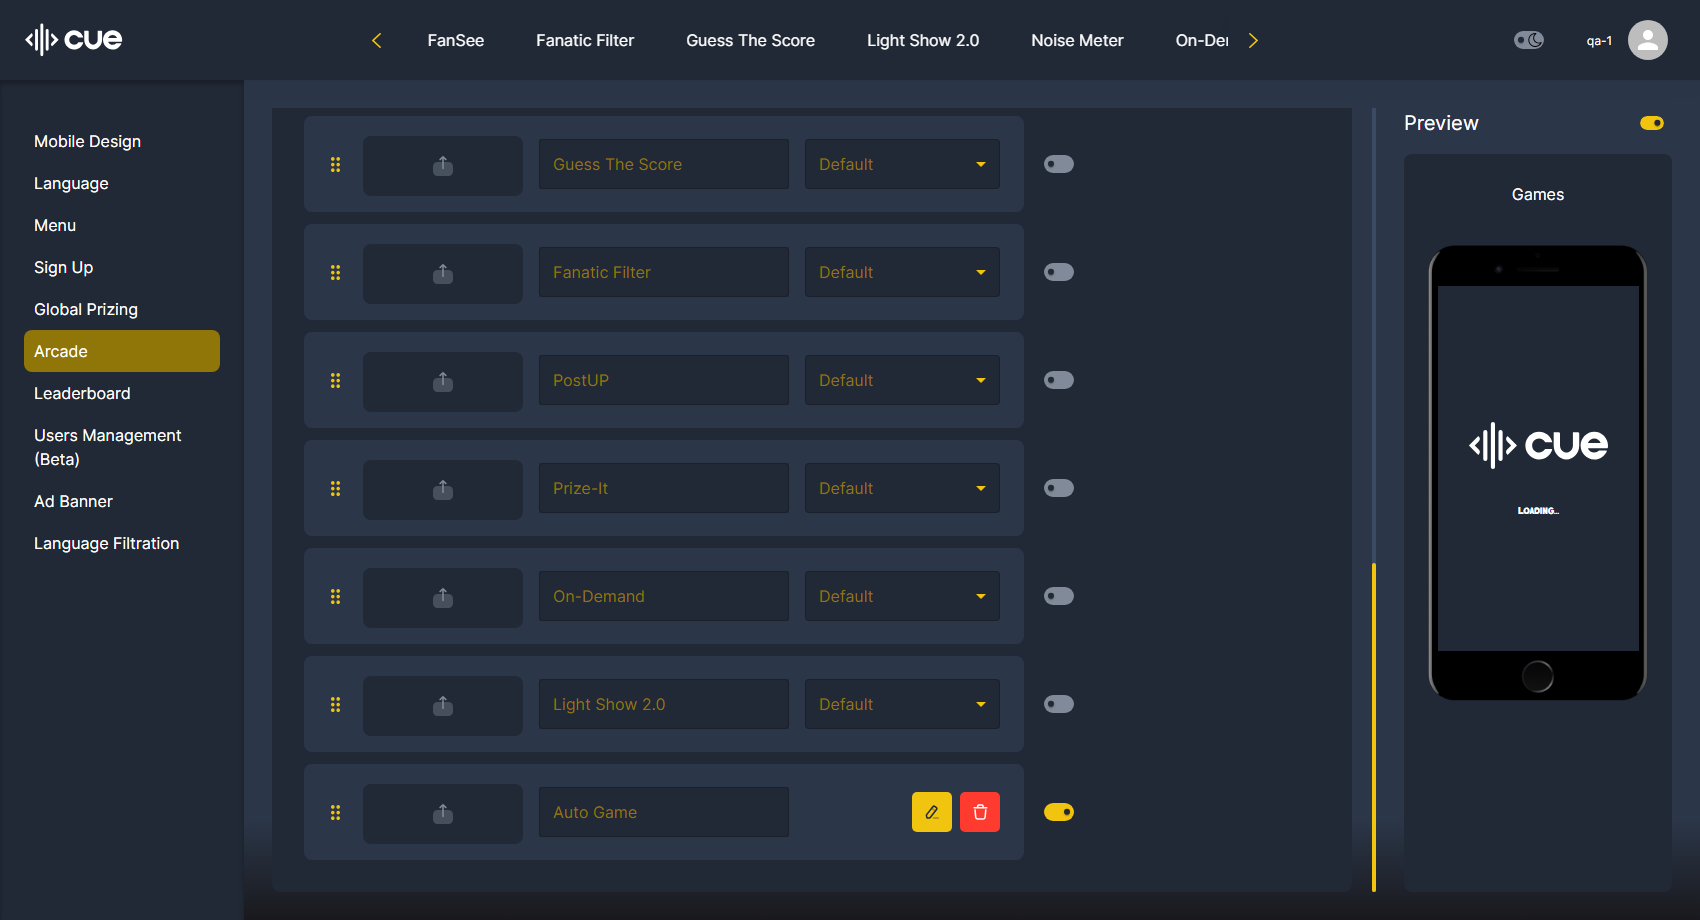 cue
FanSee
Fanatic Filter
Guess The Score
Light Show 2.0
Noise Meter
On-Der
qa-1
Mobile Design
Language
Menu
Sign Up
Global Prizing
Arcade
Leaderboard
Users Management
(Beta)
Ad Banner
Language Filtration
Guess The Score
Default
Fanatic Filter
Default
PostUP
Default
Prize-It
Default
On-Demand
Default
Light Show 2.0
Default
Auto Game
Preview
Games
cue
LOADING...